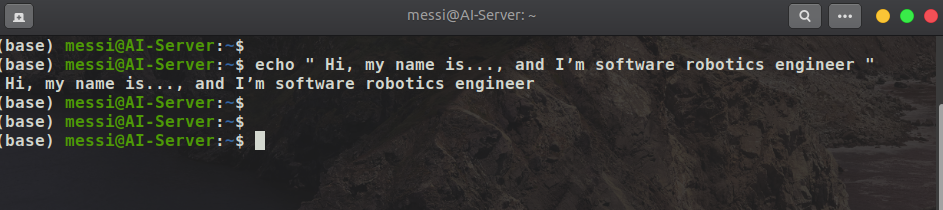 messi@AI-Server: ~
(base) messi@AI-Server:~$
(base) messi@AI-Server:~$ echo " Hi, my name is..., and I’m software robotics engineer "
 Hi, my name is..., and I’m software robotics engineer
(base) messi@AI-Server:~$
(base) messi@AI-Server:~$
(base) messi@AI-Server:~$